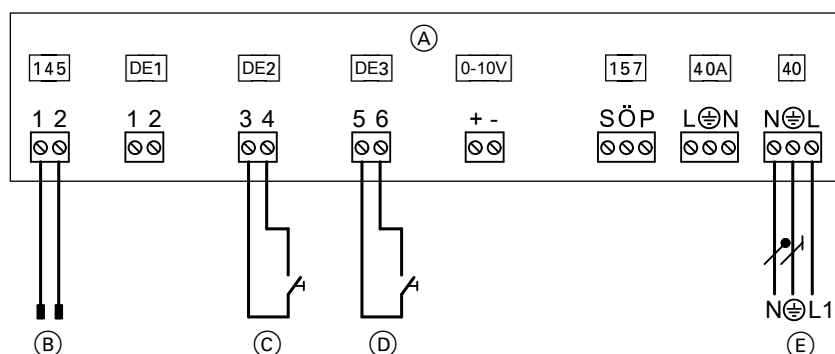 A
145 DE1 DE2 DE3 0-10V 157 40A 40
1 2 1 2 3 4 5 6 + - S Ö P L ⏚ N N ⏚ L
N ⏚ L1
B C D E